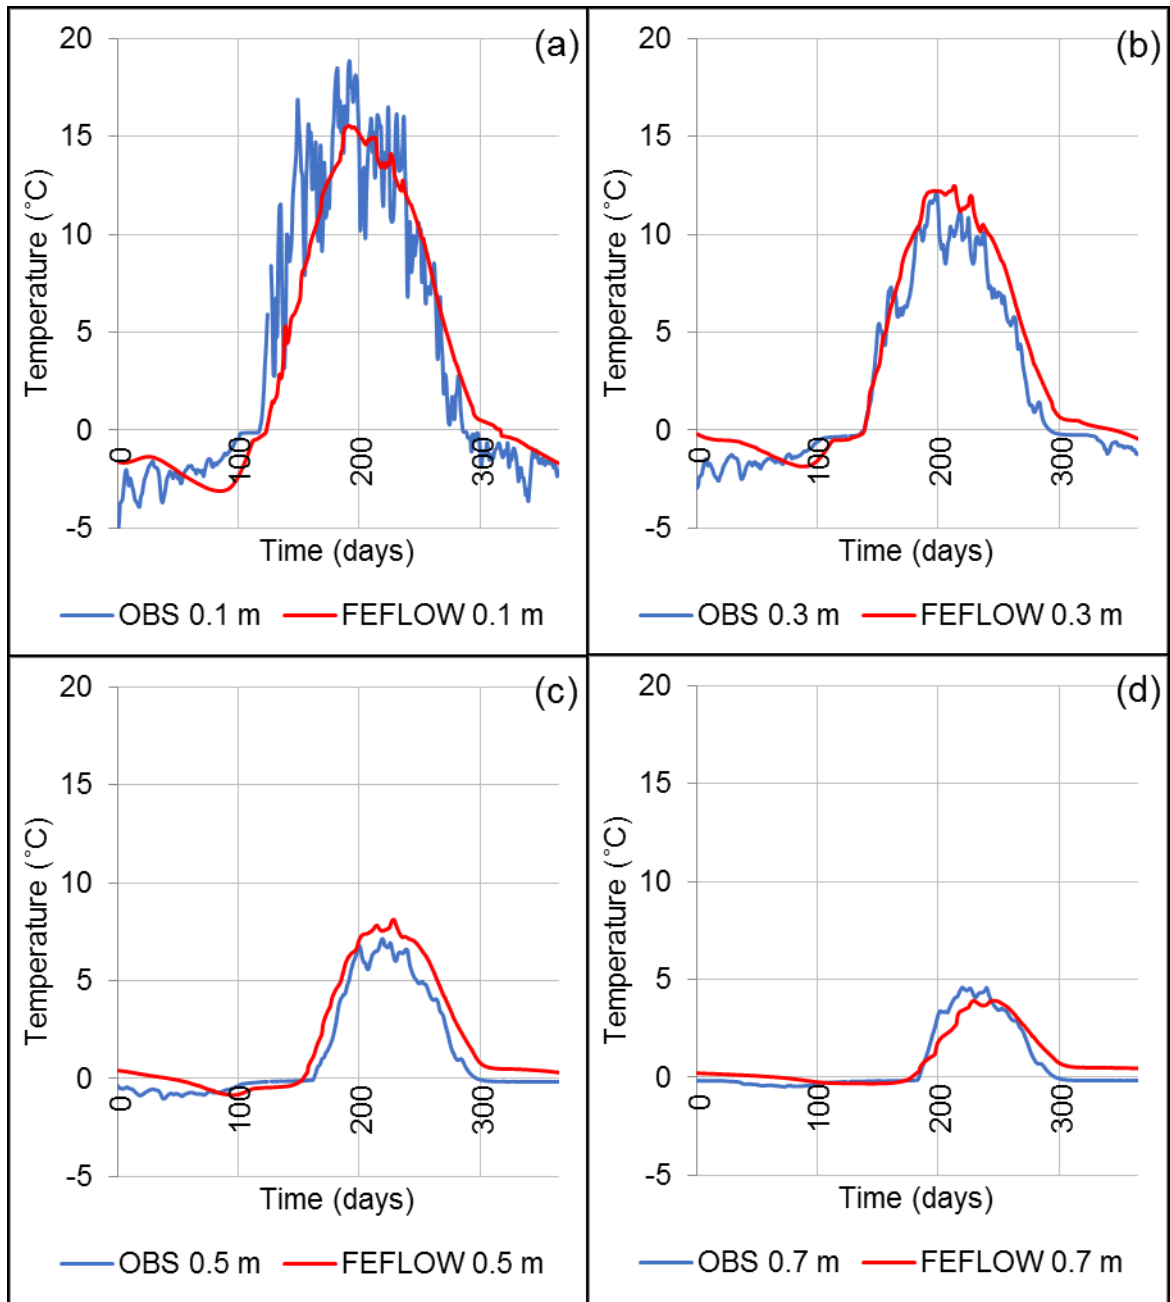 (a)
20
15
10
5
0
-5
Temperature (˚C)
0
100
200
300
Time (days)
OBS 0.1 m FEFLOW 0.1 m
(b)
20
15
10
5
0
-5
Temperature (˚C)
0
100
200
300
Time (days)
OBS 0.3 m FEFLOW 0.3 m
(c)
20
15
10
5
0
-5
Temperature (˚C)
0
100
200
300
Time (days)
OBS 0.5 m FEFLOW 0.5 m
(d)
20
15
10
5
0
-5
Temperature (˚C)
0
100
200
300
Time (days)
OBS 0.7 m FEFLOW 0.7 m